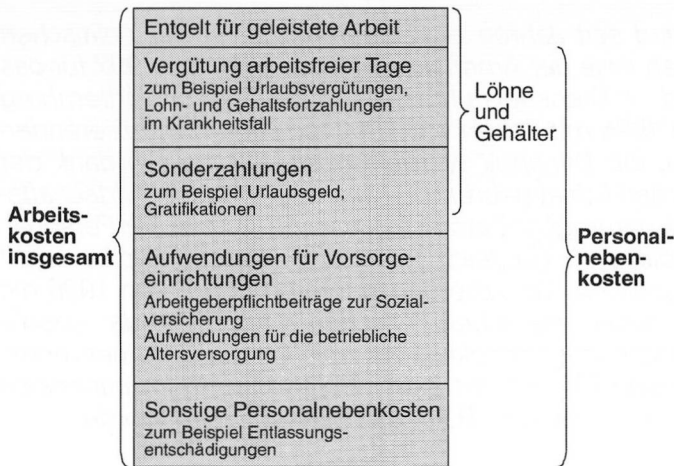 Entgelt für geleistete Arbeit
Vergütung arbeitsfreier Tage
zum Beispiel Urlaubsvergütungen,
Lohn- und Gehaltsfortzahlungen
im Krankheitsfall
Sonderzahlungen
zum Beispiel Urlaubsgeld,
Gratifikationen
Aufwendungen für Vorsorge-
einrichtungen
Arbeitgeberpflichtbeiträge zur Sozial-
versicherung
Aufwendungen für die betriebliche
Altersversorgung
Sonstige Personalnebenkosten
zum Beispiel Entlassungs-
entschädigungen
Arbeits-
kosten
insgesamt
Löhne
und
Gehälter
Personal-
neben-
kosten